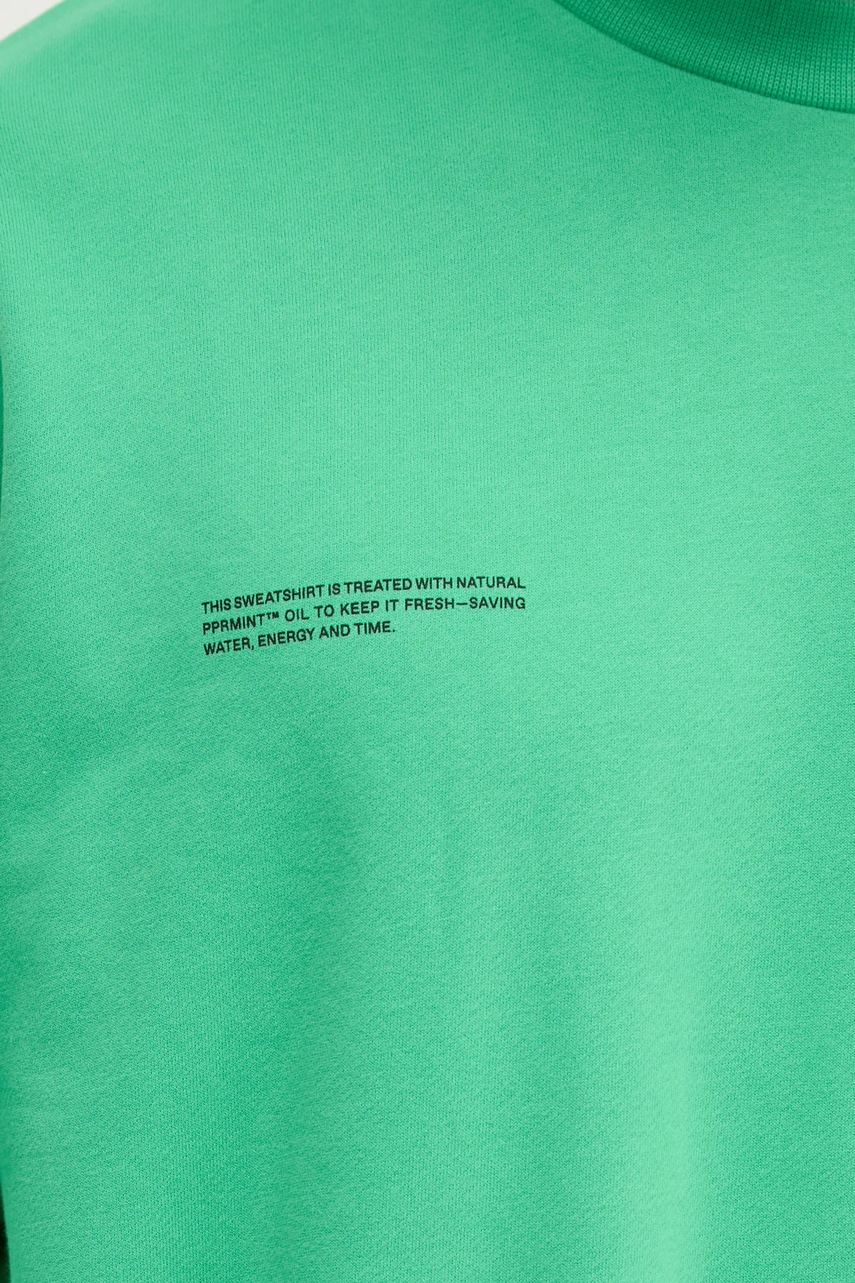 THIS SWEATSHIRT IS TREATED WITH NATURAL
PPRMINT™ OIL TO KEEP IT FRESH—SAVING
WATER, ENERGY AND TIME.